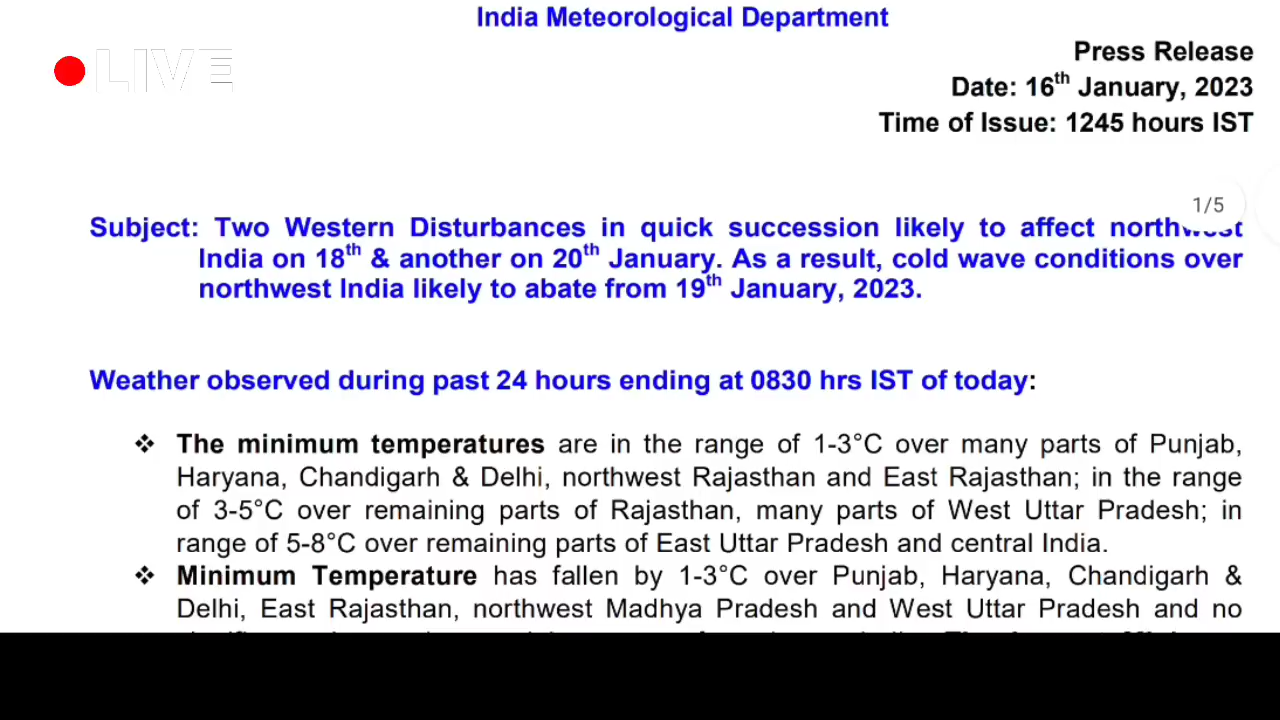 India Meteorological Department
LIVE
Press Release
Date: 16th January, 2023
Time of Issue: 1245 hours IST
1/5
Subject: Two Western Disturbances in quick succession likely to affect northwest
India on 18th & another on 20th January. As a result, cold wave conditions over
northwest India likely to abate from 19th January, 2023.
Weather observed during past 24 hours ending at 0830 hrs IST of today:
❖ The minimum temperatures are in the range of 1-3°C over many parts of Punjab,
Haryana, Chandigarh & Delhi, northwest Rajasthan and East Rajasthan; in the range
of 3-5°C over remaining parts of Rajasthan, many parts of West Uttar Pradesh; in
range of 5-8°C over remaining parts of East Uttar Pradesh and central India.
❖ Minimum Temperature has fallen by 1-3°C over Punjab, Haryana, Chandigarh &
Delhi, East Rajasthan, northwest Madhya Pradesh and West Uttar Pradesh and no